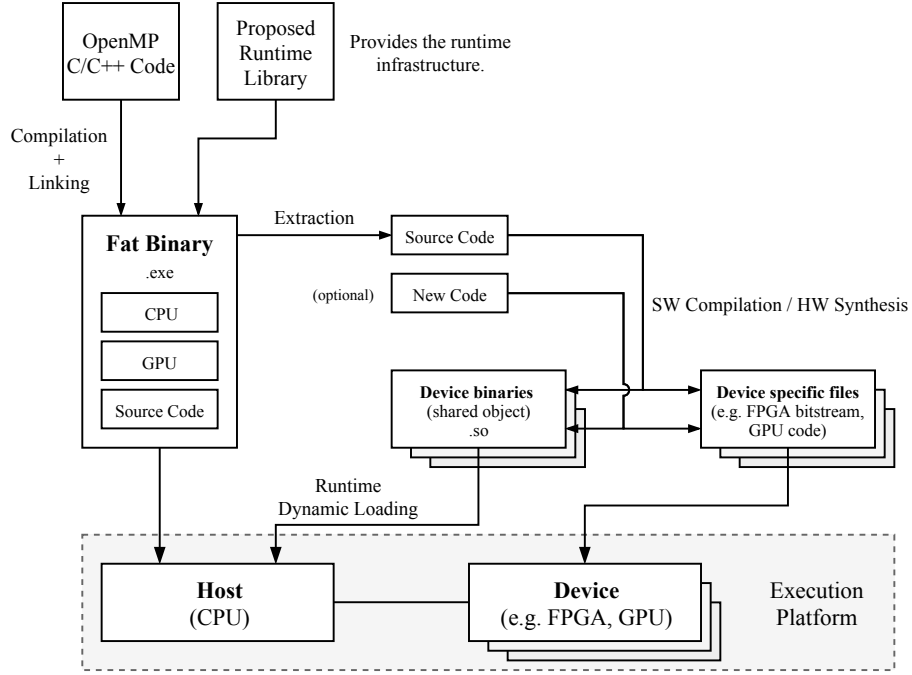 OpenMP
C/C++ Code
Proposed
Runtime
Library
Provides the runtime
infrastructure.
Compilation
+
Linking
Fat Binary
.exe
CPU
GPU
Source Code
Extraction
Source Code
(optional)
New Code
SW Compilation / HW Synthesis
Device binaries
(shared object)
.so
Device specific files
(e.g. FPGA bitstream,
GPU code)
Runtime
Dynamic Loading
Host
(CPU)
Device
(e.g. FPGA, GPU)
Execution
Platform